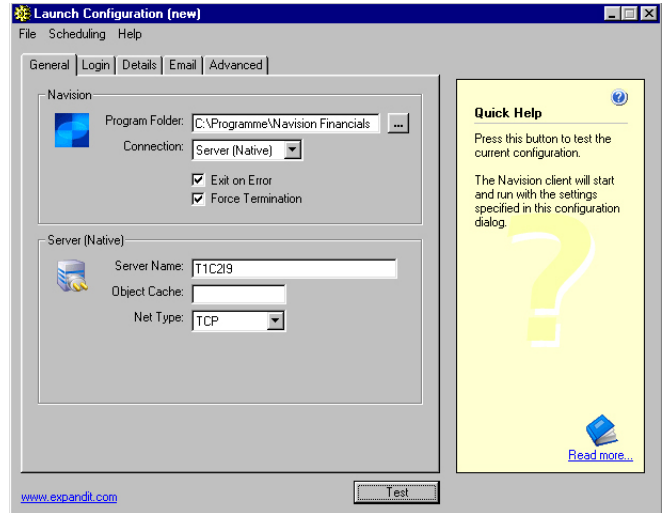 Launch Configuration (new)
File Scheduling Help
General Login Details Email Advanced
Navision
Program Folder: C:\Programme\Navision Financials ...
Connection: Server (Native)
Exit on Error
Force Termination
Server (Native)
Server Name: T1C2I9
Object Cache:
Net Type: TCP
Quick Help
Press this button to test the
current configuration.
The Navision client will start
and run with the settings
specified in this configuration
dialog.
Read more...
www.expandit.com
Test